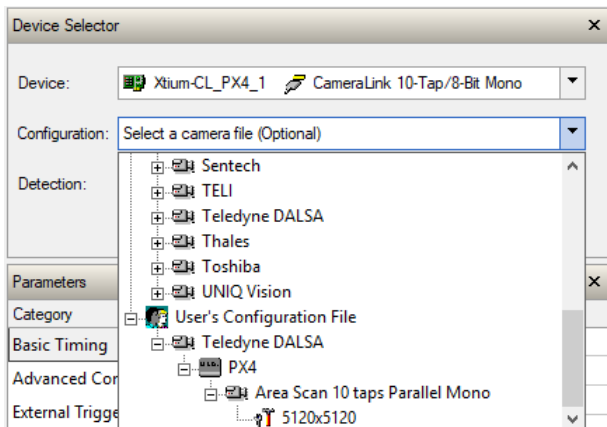 Device Selector
Device: Xtium-CL_PX4_1 CameraLink 10-Tap/8-Bit Mono
Configuration: Select a camera file (Optional)
Sentech
Detection: TELI
Teledyne DALSA
Thales
Toshiba
Parameters UNIQ Vision
Category User's Configuration File
Basic Timing Teledyne DALSA
PX4
Advanced Cor Area Scan 10 taps Parallel Mono
External Trigge 5120x5120